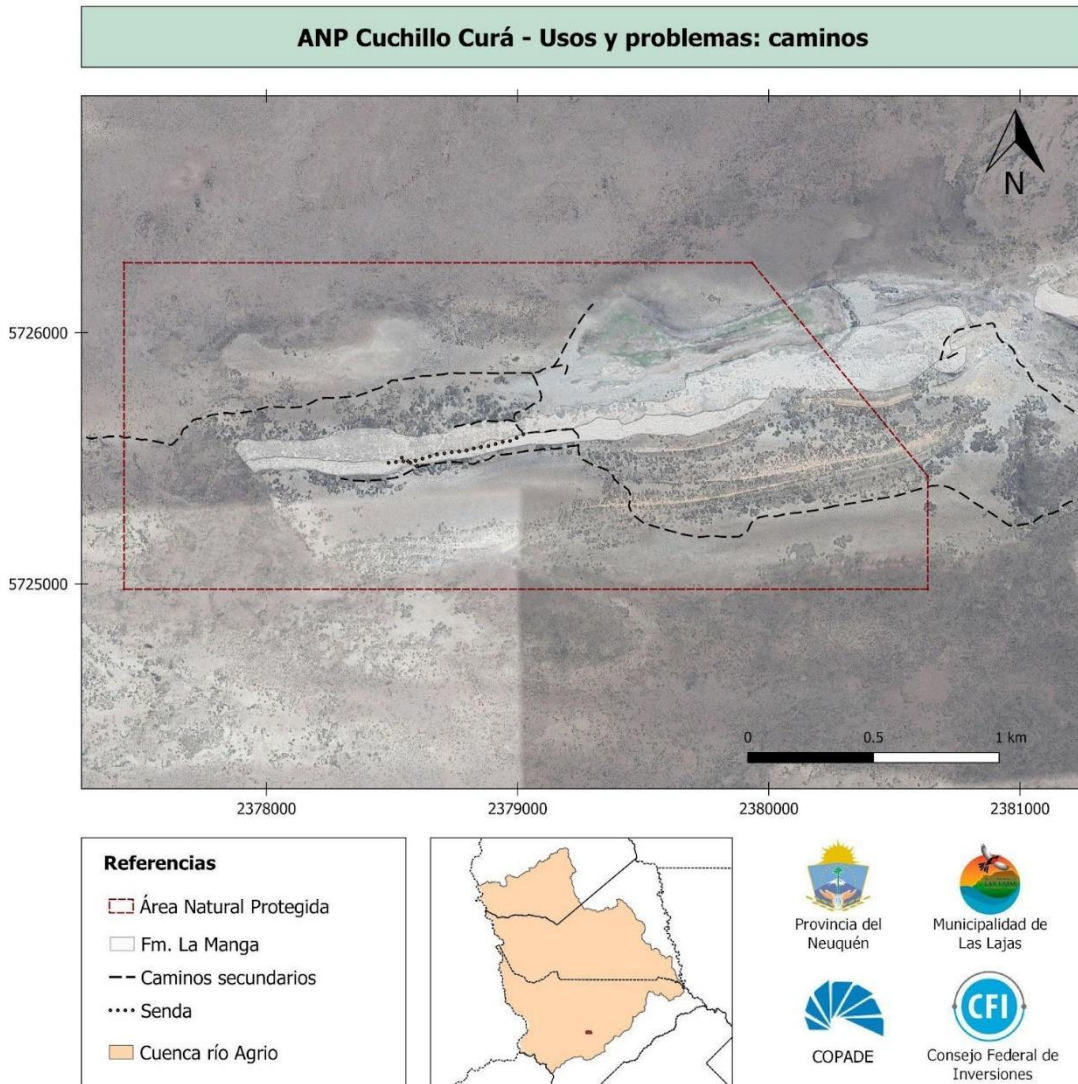 ANP Cuchillo Curá - Usos y problemas: caminos
N
5726000
5725000
0 0.5 1 km
2378000 2379000 2380000 2381000
Referencias
Área Natural Protegida
Fm. La Manga
Caminos secundarios
Senda
Cuenca río Agrio
Provincia del
Neuquén
LAS LAJAS
Municipalidad de
Las Lajas
COPADE
CFI
Consejo Federal de
Inversiones